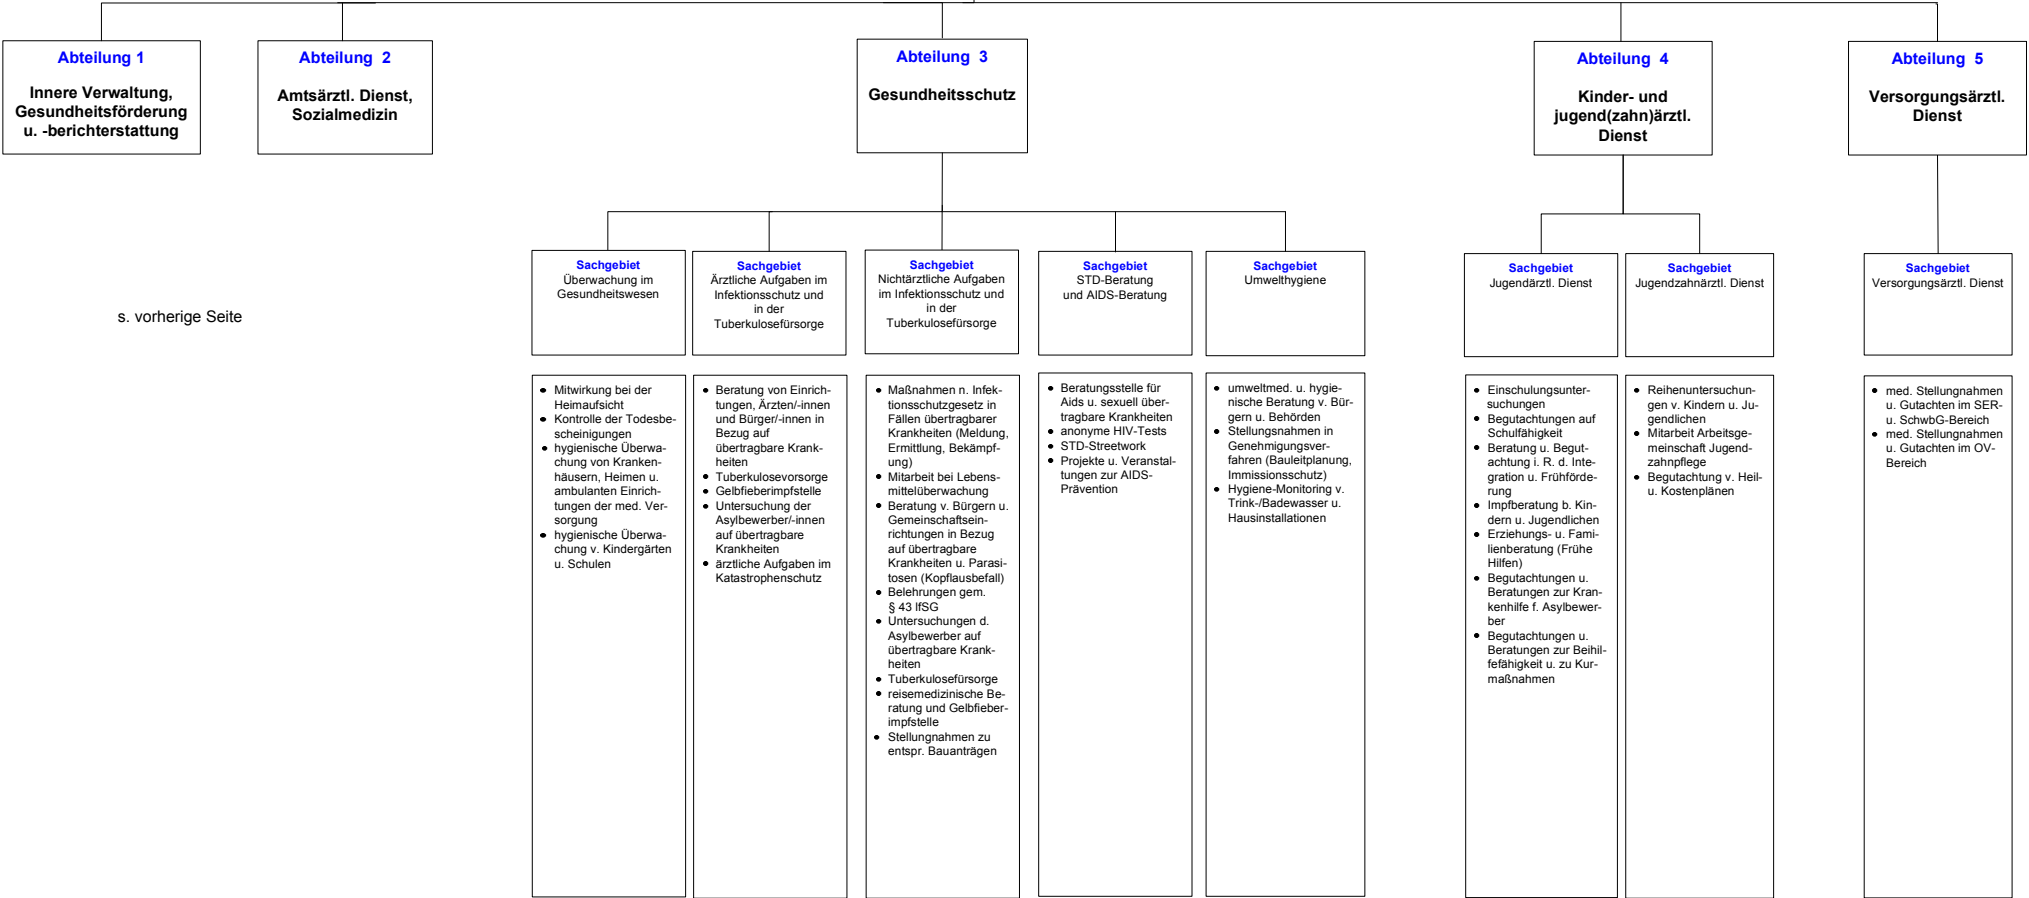 Abteilung 1
Innere Verwaltung,
Gesundheitsförderung
u. -berichterstattung
Abteilung 2
Amtsärztl. Dienst,
Sozialmedizin
Abteilung 3
Gesundheitsschutz
Abteilung 4
Kinder- und
jugend(zahn)ärztl.
Dienst
Abteilung 5
Versorgungsärztl.
Dienst
s. vorherige Seite
Sachgebiet
Überwachung im
Gesundheitswesen
• Mitwirkung bei der
Heimaufsicht
• Kontrolle der Todesbe-
scheinigungen
• hygienische Überwa-
chung von Kranken-
häusern, Heimen u.
ambulanten Einrich-
tungen der med. Ver-
sorgung
• hygienische Überwa-
chung v. Kindergärten
u. Schulen
Sachgebiet
Ärztliche Aufgaben im
Infektionsschutz und
in der
Tuberkulosefürsorge
• Beratung von Einrich-
tungen, Ärzten/-innen
und Bürger/-innen in
Bezug auf
übertragbare Krank-
heiten
• Tuberkulosevorsorge
• Gelbfieberimpfstelle
• Untersuchung der
Asylbewerber/-innen
auf übertragbare
Krankheiten
• ärztliche Aufgaben im
Katastrophenschutz
Sachgebiet
Nichtärztliche Aufgaben
im Infektionsschutz und
in der
Tuberkulosefürsorge
• Maßnahmen n. Infek-
tionsschutzgesetz in
Fällen übertragbarer
Krankheiten (Meldung,
Ermittlung, Bekämpf-
ung)
• Mitarbeit bei Lebens-
mittelüberwachung
• Beratung v. Bürgern u.
Gemeinschaftsein-
richtungen in Bezug
auf übertragbare
Krankheiten u. Parasi-
tosen (Kopflausbefall)
• Belehrungen gem.
§ 43 IfSG
• Untersuchungen d.
Asylbewerber auf
übertragbare Krank-
heiten
• Tuberkulosefürsorge
• reisemedizinische Be-
ratung und Gelbfieber-
impfstelle
• Stellungnahmen zu
entspr. Bauanträgen
Sachgebiet
STD-Beratung
und AIDS-Beratung
• Beratungsstelle für
Aids u. sexuell über-
tragbare Krankheiten
• anonyme HIV-Tests
• STD-Streetwork
• Projekte u. Veranstal-
tungen zur AIDS-
Prävention
Sachgebiet
Umwelthygiene
• umweltmed. u. hygie-
nische Beratung v. Bür-
gern u. Behörden
• Stellungsnahmen in
Genehmigungsver-
fahren (Bauleitplanung,
Immissionsschutz)
• Hygiene-Monitoring v.
Trink-/Badewasser u.
Hausinstallationen
Sachgebiet
Jugendärztl. Dienst
• Einschulungsunter-
suchungen
• Begutachtungen auf
Schulfähigkeit
• Beratung u. Begut-
achtung i. R. d. Inte-
gration u. Frühförde-
rung
• Impfberatung b. Kin-
dern u. Jugendlichen
• Erziehungs- u. Fami-
lienberatung (Frühe
Hilfen)
• Begutachtungen u.
Beratungen zur Kran-
kenhilfe f. Asylbewer-
ber
• Begutachtungen u.
Beratungen zur Beihil-
fefähigkeit u. zu Kur-
maßnahmen
Sachgebiet
Jugendzahnärztl. Dienst
• Reihenuntersuchun-
gen v. Kindern u. Ju-
gendlichen
• Mitarbeit Arbeitsge-
meinschaft Jugend-
zahnpflege
• Begutachtung v. Heil-
u. Kostenplänen
Sachgebiet
Versorgungsärztl. Dienst
• med. Stellungnahmen
u. Gutachten im SER-
u. SchwbG-Bereich
• med. Stellungnahmen
u. Gutachten im OV-
Bereich